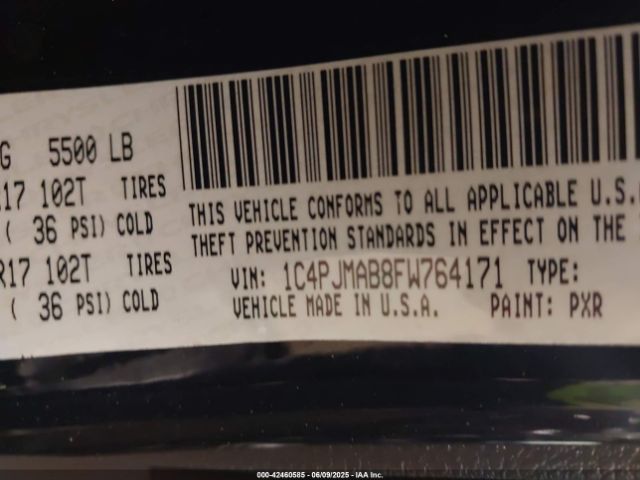 G 5500 LB
R17 102T TIRES
( 36 PSI) COLD
R17 102T TIRES
( 36 PSI) COLD
THIS VEHICLE CONFORMS TO ALL APPLICABLE U.S.
THEFT PREVENTION STANDARDS IN EFFECT ON THE
VIN: 1C4PJMAB8FW764171 TYPE:
VEHICLE MADE IN U.S.A. PAINT: PXR
000-42460585 - 06/09/2025 - IAA Inc.